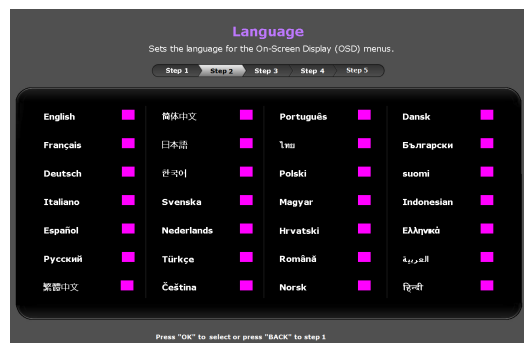 Language
Sets the language for the On-Screen Display (OSD) menus.
Step 1 Step 2 Step 3 Step 4 Step 5
English 简体中文 Português Dansk
Français 日本語 ไทย Български
Deutsch 한국어 Polski suomi
Italiano Svenska Magyar Indonesian
Español Nederlands Hrvatski Ελληνικά
Русский Türkçe Română العربية
繁體中文 Čeština Norsk हिन्दी
Press "OK" to select or press "BACK" to step 1